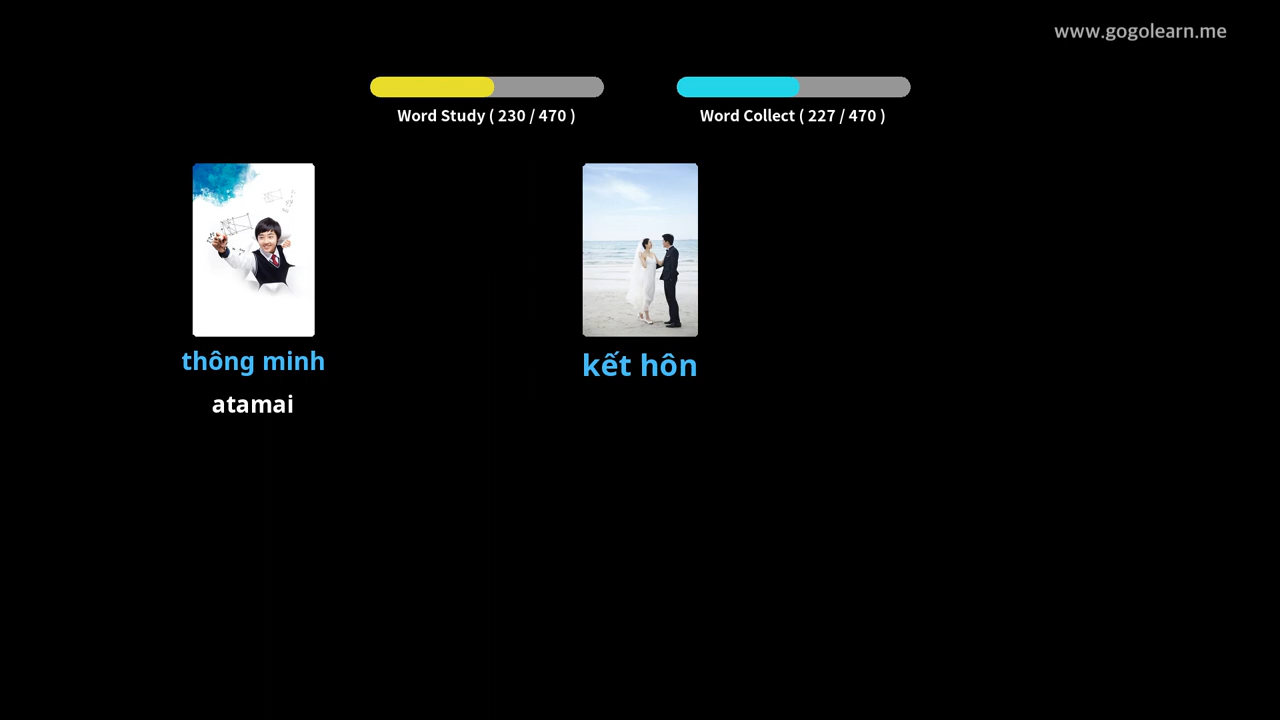 www.gogolearn.me
Word Study ( 230 / 470 )
Word Collect ( 227 / 470 )
thông minh
kết hôn
atamai